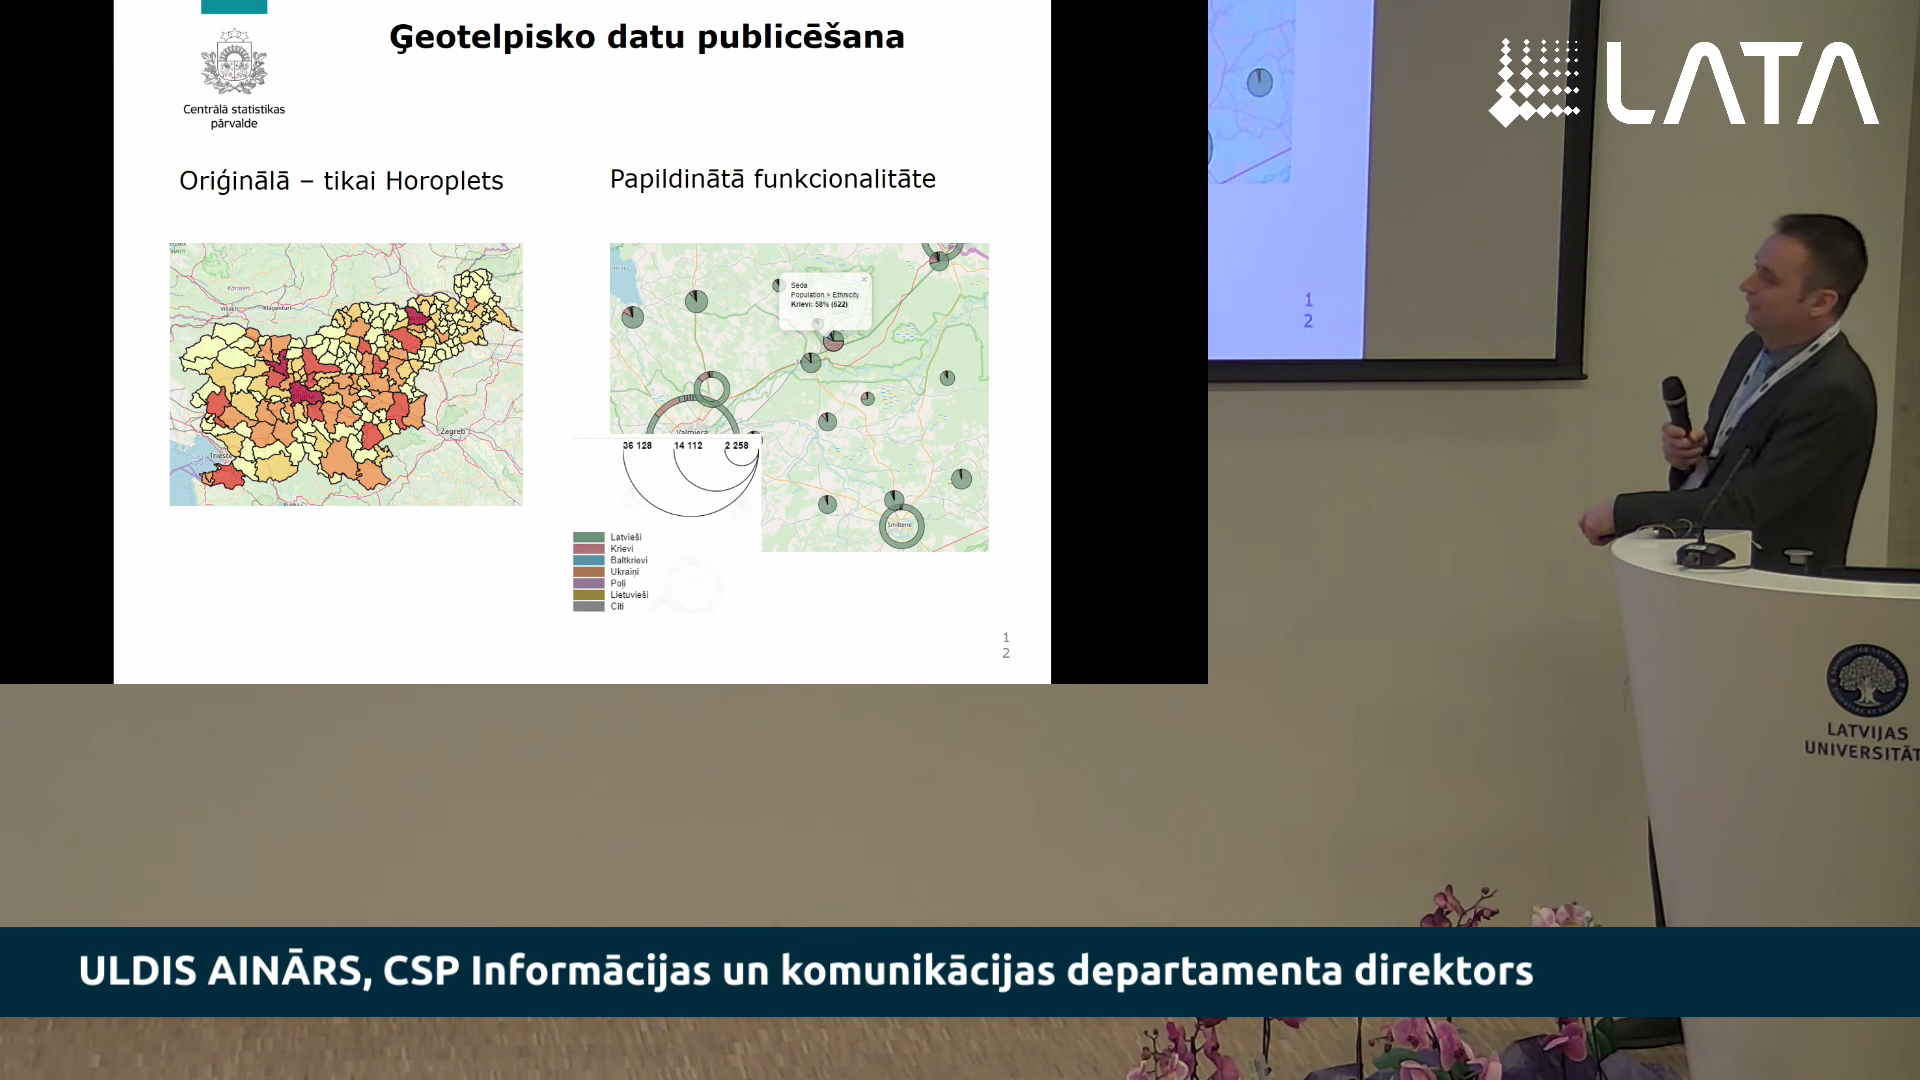 Ģeotelpisko datu publicēšana
Centrālā statistikas
pārvalde
Oriģinālā – tikai Horoplets
Papildinātā funkcionalitāte
Villach
Klagenfurt
Zagreb
Trieste
Seda
Population > Ethnicity
Krievi: 58% (622)
Valmiera
Smiltene
36 128
14 112
2 258
Latvieši
Krievi
Baltkrievi
Ukraiņi
Poļi
Lietuvieši
Citi
1
2
1
2
LATA
LATVIJAS
UNIVERSITĀT
ULDIS AINĀRS, CSP Informācijas un komunikācijas departamenta direktors